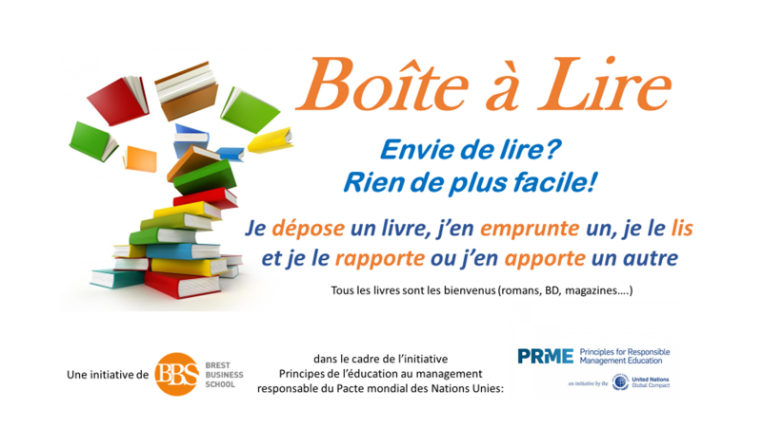 Boîte à Lire
Envie de lire?
Rien de plus facile!
Je dépose un livre, j’en emprunte un, je le lis
et je le rapporte ou j’en apporte un autre
Tous les livres sont les bienvenus (romans, BD, magazines....)
Une initiative de
BBS
BREST
BUSINESS
SCHOOL
dans le cadre de l’initiative
Principes de l’éducation au management
responsable du Pacte mondial des Nations Unies:
PRME
Principles for Responsible
Management Education
an initiative by the
United Nations
Global Compact